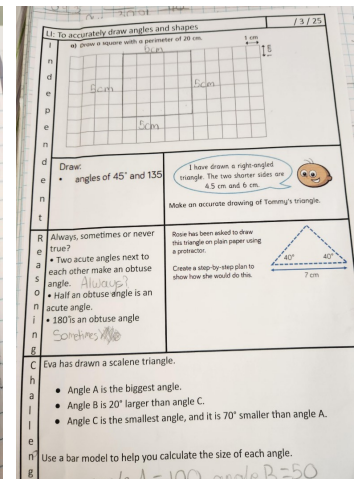 LI: To accurately draw angles and shapes
/ 3 / 25
Independent
a) Draw a square with a perimeter of 20 cm.
1 cm
5cm
5cm
5cm
Draw:
• angles of 45° and 135
I have drawn a right-angled
triangle. The two shorter sides are
4.5 cm and 6 cm.
Make an accurate drawing of Tommy's triangle.
Reasoning
Always, sometimes or never
true?
• Two acute angles next to
each other make an obtuse
angle. Always?
• Half an obtuse angle is an
acute angle.
• 180°is an obtuse angle
Sometimes
Rosie has been asked to draw
this triangle on plain paper using
a protractor.
Create a step-by-step plan to
show how she would do this.
40°
40°
7 cm
Challeng
Eva has drawn a scalene triangle.
• Angle A is the biggest angle.
• Angle B is 20° larger than angle C.
• Angle C is the smallest angle, and it is 70° smaller than angle A.
Use a bar model to help you calculate the size of each angle.
A=100 angle B=50